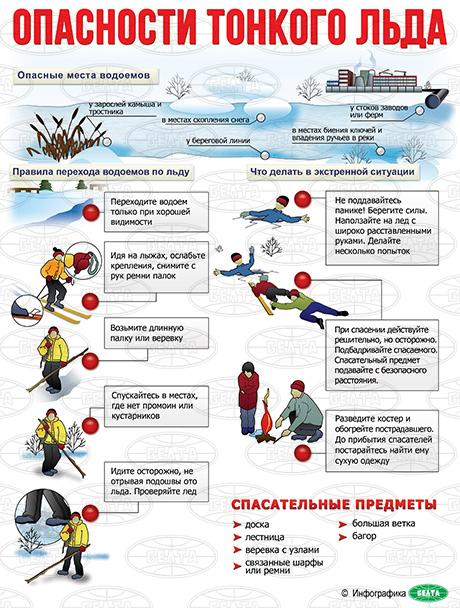 ОПАСНОСТИ ТОНКОГО ЛЬДА
Опасные места водоемов
у зарослей камыша и
тростника
в местах скопления снега
у стоков заводов
или ферм
у береговой линии
в местах биения ключей и
впадения ручьев в реки
Правила перехода водоемов по льду
Переходите водоем
только при хорошей
видимости
Идя на лыжах, ослабьте
крепления, снимите с
рук ремни палок
Возьмите длинную
палку или веревку
Спускайтесь в местах,
где нет промоин или
кустарников
Идите осторожно, не
отрывая подошвы ото
льда. Проверяйте лед
Что делать в экстренной ситуации
Не поддавайтесь
панике! Берегите силы.
Наползайте на лед с
широко расставленными
руками. Делайте
несколько попыток
При спасении действуйте
решительно, но осторожно.
Подбадривайте спасаемого.
Спасательный предмет
подавайте с безопасного
расстояния.
Разведите костер и
обогрейте пострадавшего.
До прибытия спасателей
постарайтесь найти ему
сухую одежду
СПАСАТЕЛЬНЫЕ ПРЕДМЕТЫ
доска
лестница
веревка с узлами
связанные шарфы
или ремни
большая ветка
багор
© Инфографика БЕЛТА